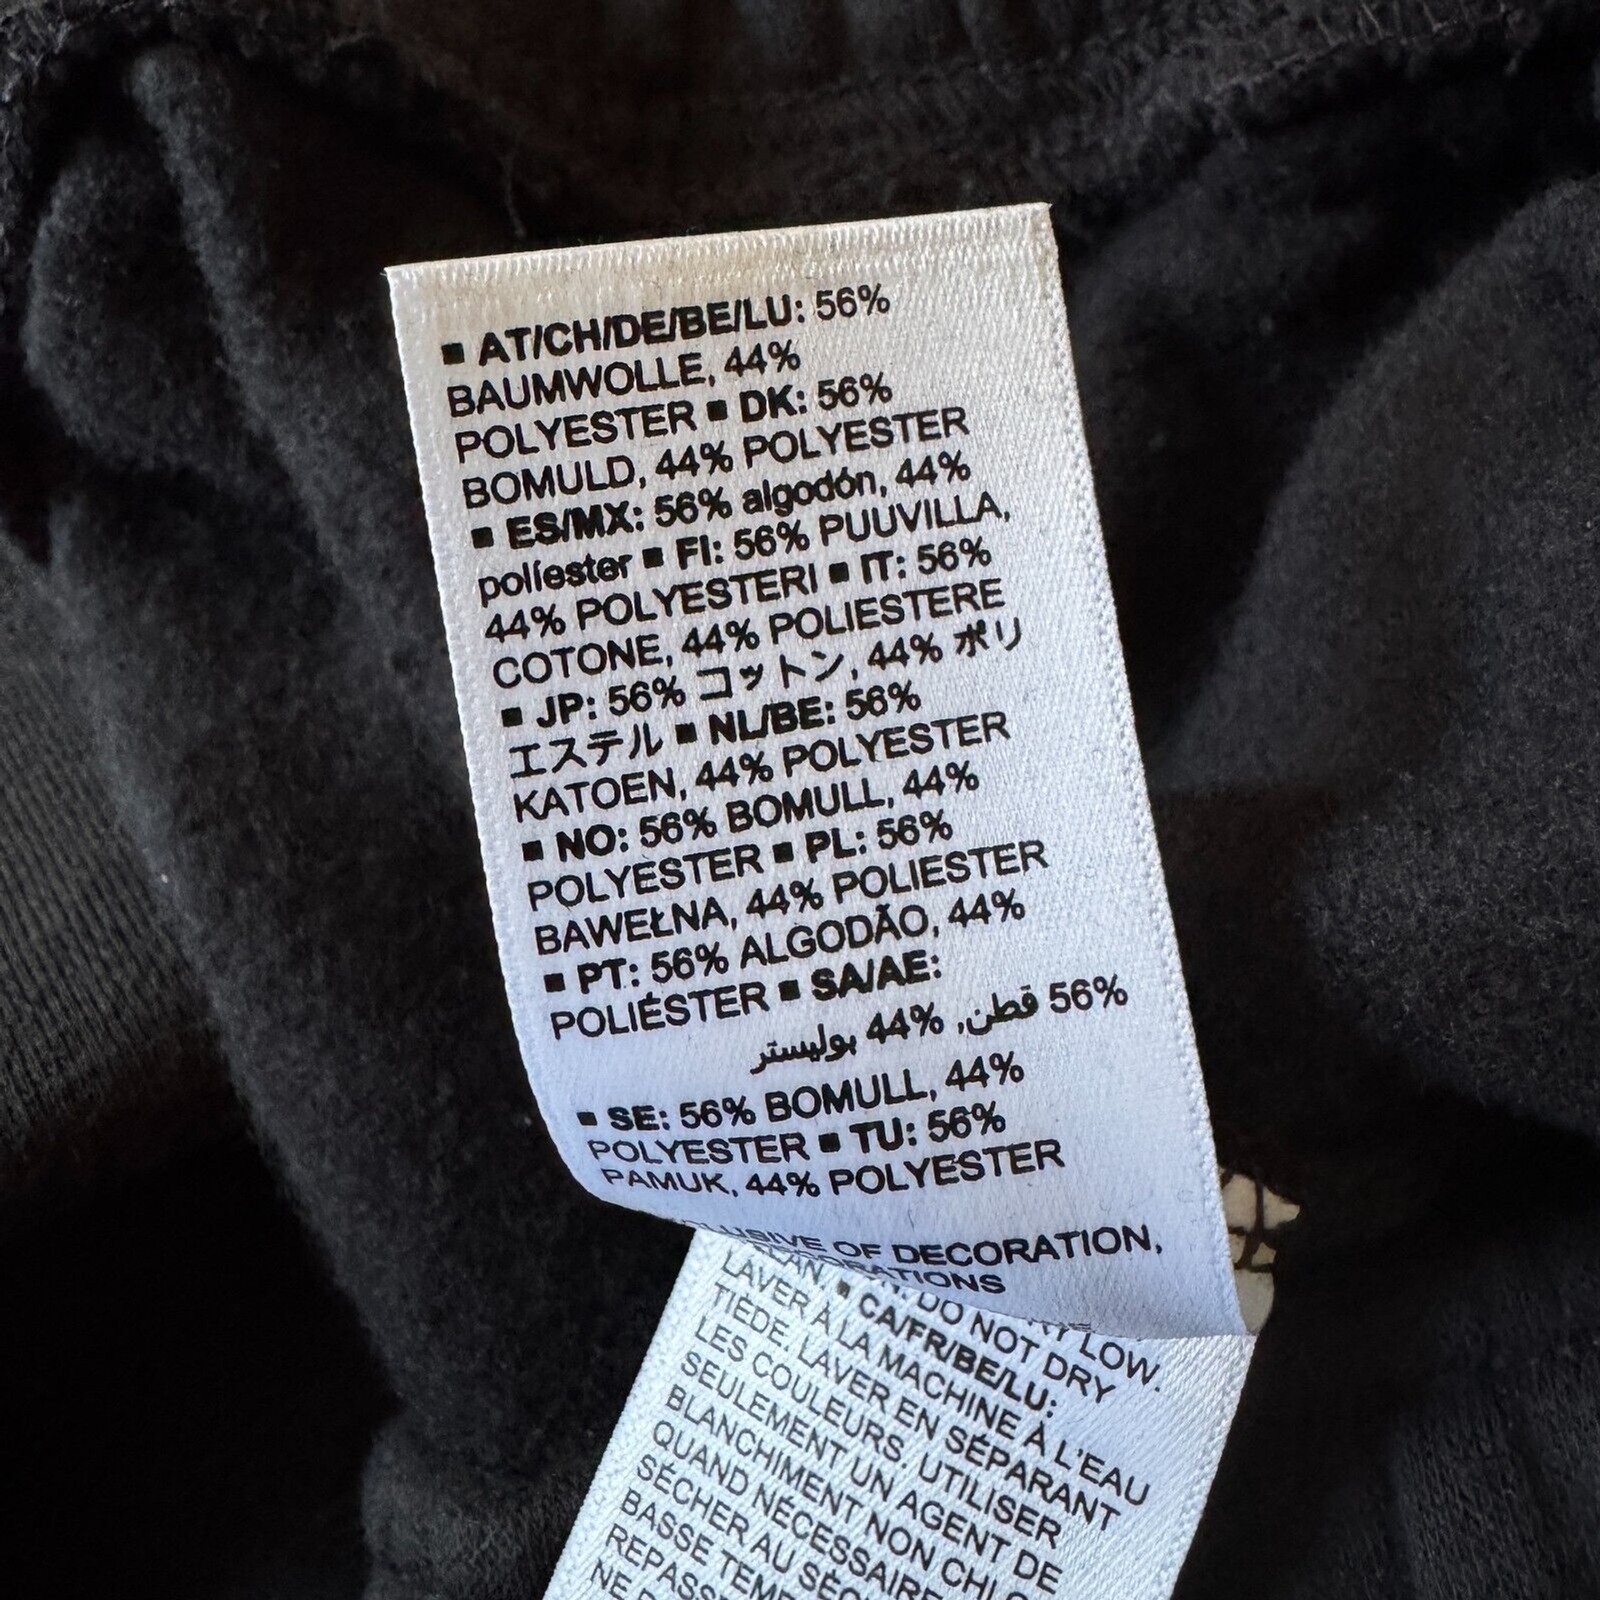 ■ AT/CH/DE/BE/LU: 56%
BAUMWOLLE, 44%
POLYESTER ■ DK: 56%
BOMULD, 44% POLYESTER
■ ES/MX: 56% algodón, 44%
políester ■ FI: 56% PUUVILLA,
44% POLYESTERI ■ IT: 56%
COTONE, 44% POLIESTERE
■ JP: 56% コットン, 44% ポリ
エステル ■ NL/BE: 56%
KATOEN, 44% POLYESTER
■ NO: 56% BOMULL, 44%
POLYESTER ■ PL: 56%
BAWEŁNA, 44% POLIESTER
■ PT: 56% ALGODÃO, 44%
POLIÉSTER ■ SA/AE:
56% قطن, 44% بوليستر
■ SE: 56% BOMULL, 44%
POLYESTER ■ TU: 56%
PAMUK, 44% POLYESTER
OF DECORATION,
LOW.
DO NOT DRY
■ CA/FR/BE/LU:
LAVER À LA MACHINE À L'EAU
TIÈDE. LAVER EN SÉPARANT
LES COULEURS. UTILISER
SEULEMENT UN AGENT DE
BLANCHIMENT NON
QUAND NÉCESSAIRE
SÉCHER AU
BASSE